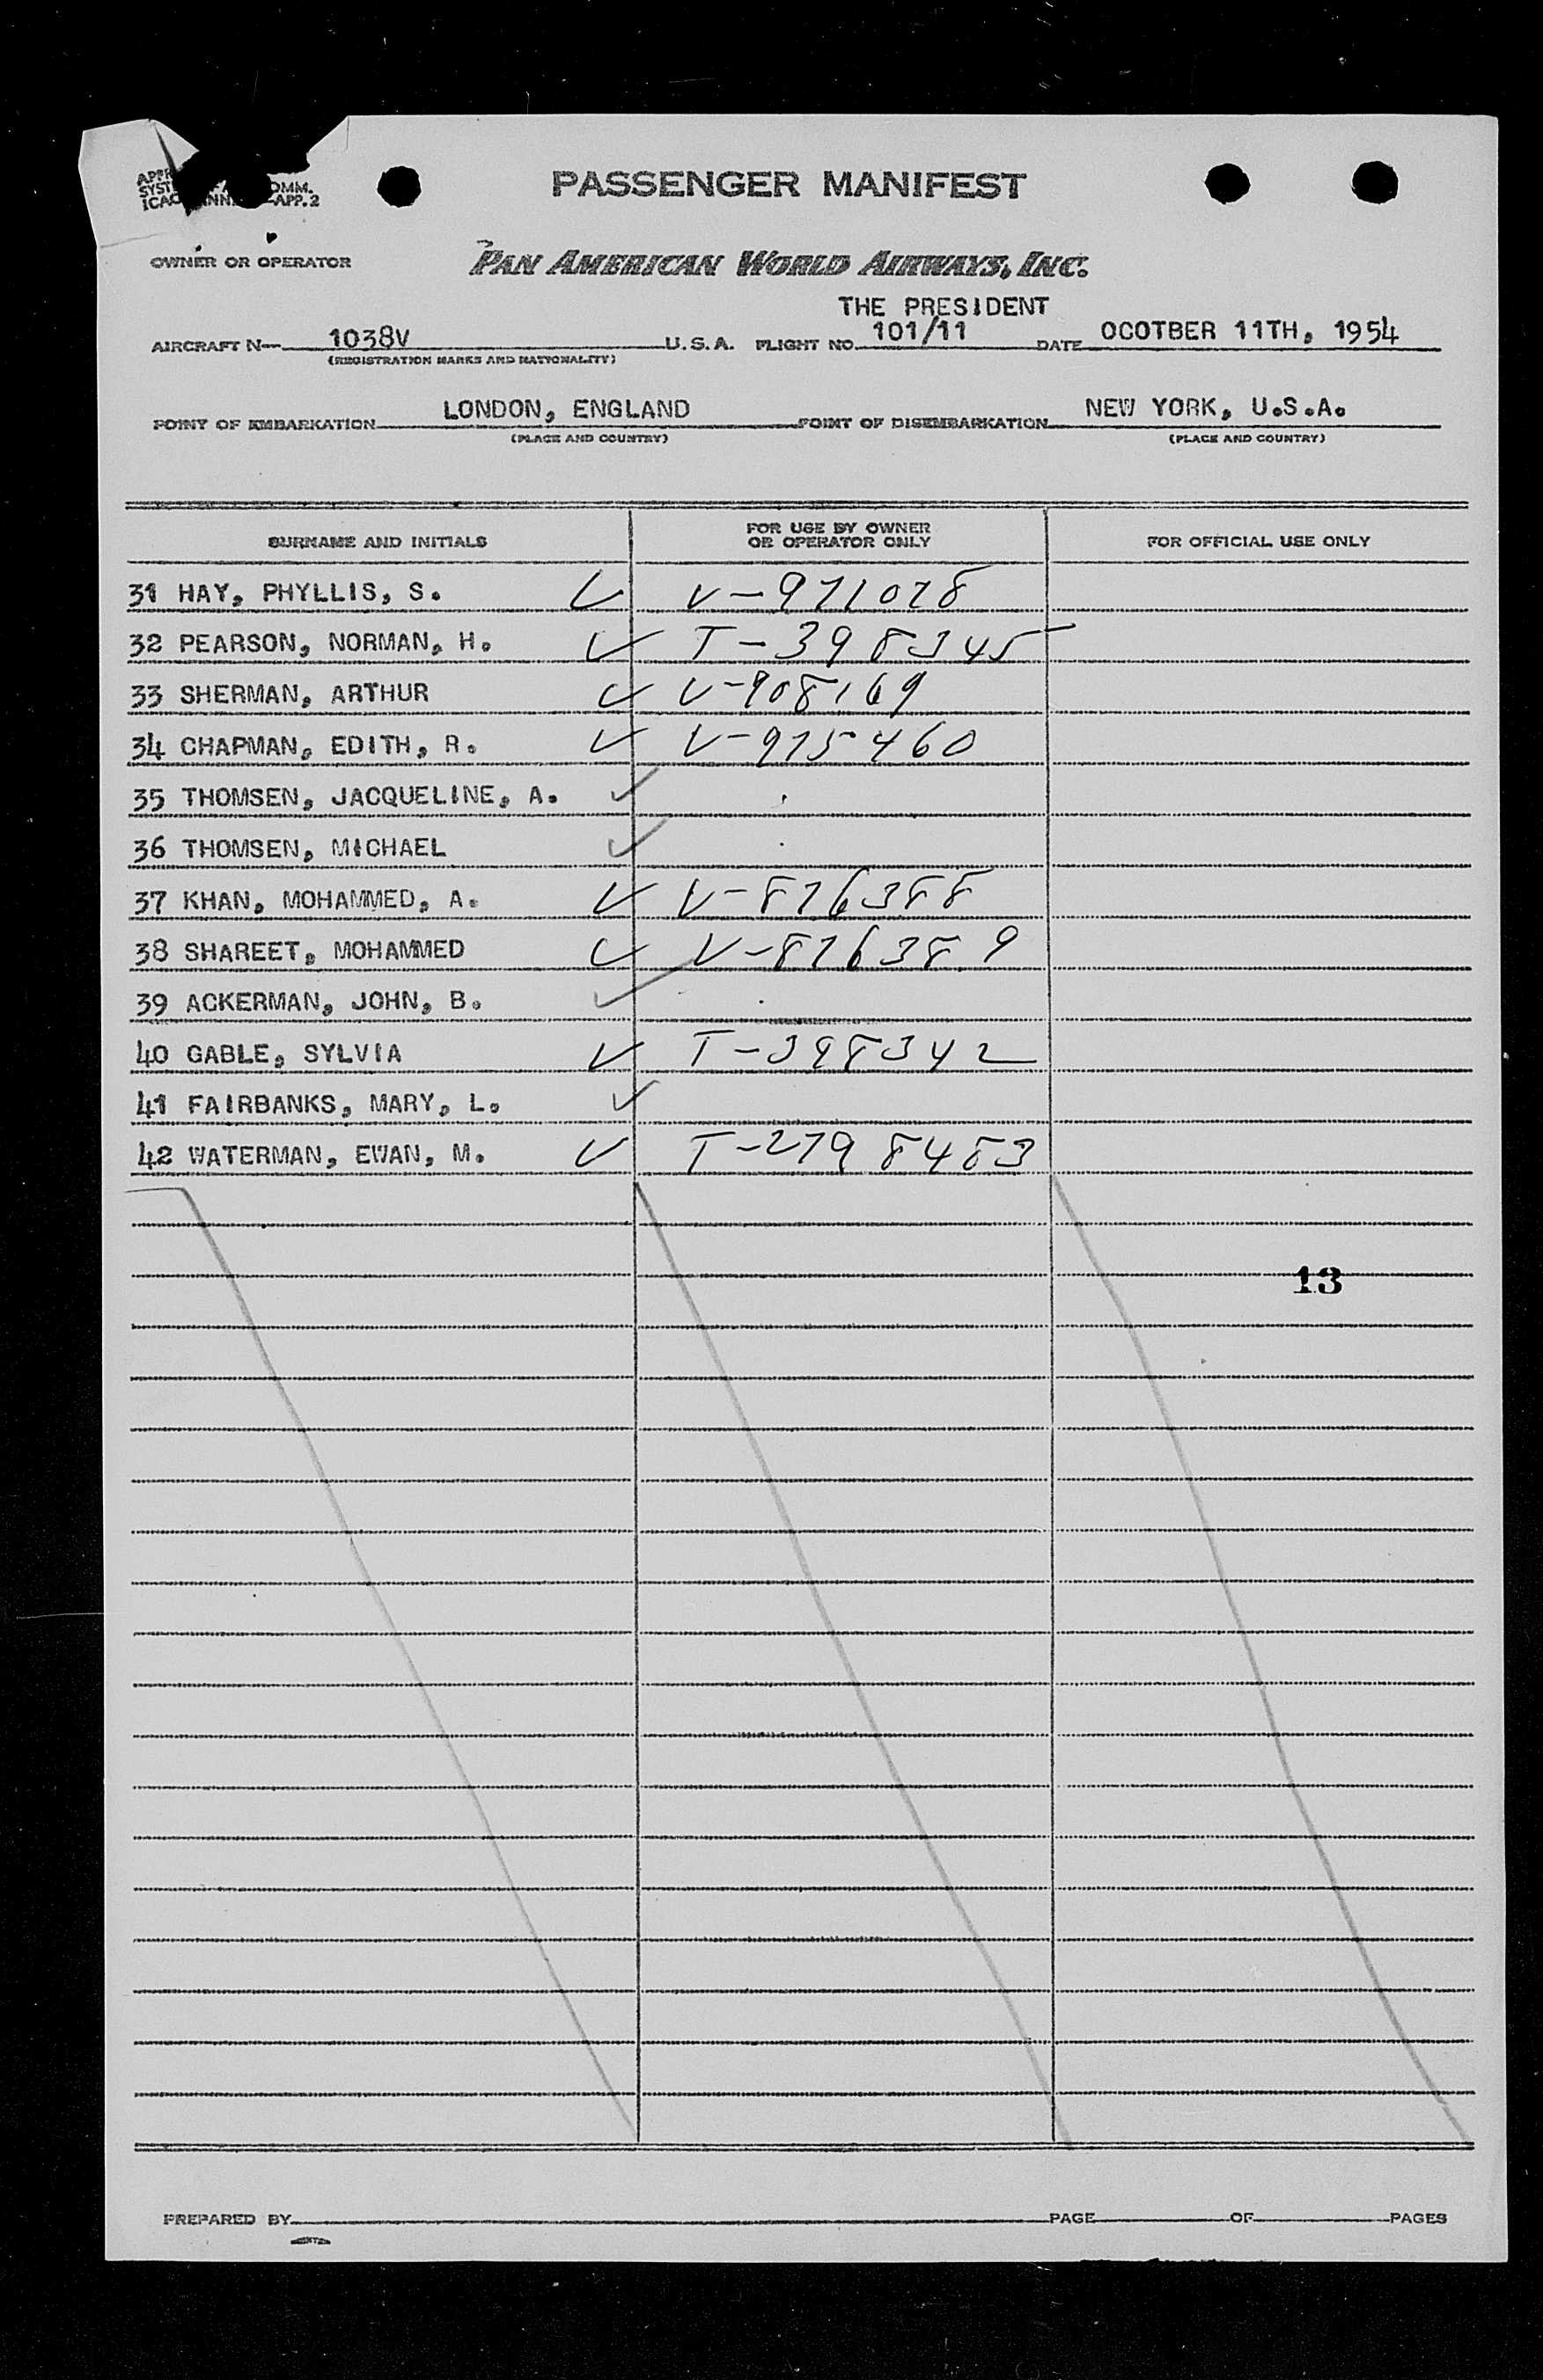 PASSENGER MANIFEST
OWNER OR OPERATOR PAN AMERICAN WORLD AIRWAYS, INC.
THE PRESIDENT
AIRCRAFT N— 1038V U.S.A. FLIGHT NO. 101/11 DATE OCOTBER 11TH, 1954
(REGISTRATION MARKS AND NATIONALITY)
POINT OF EMBARKATION LONDON, ENGLAND POINT OF DISEMBARKATION NEW YORK, U.S.A.
(PLACE AND COUNTRY) (PLACE AND COUNTRY)
SURNAME AND INITIALS FOR USE BY OWNER OR OPERATOR ONLY FOR OFFICIAL USE ONLY
31 HAY, PHYLLIS, S. V-971078
32 PEARSON, NORMAN, H. T-398345
33 SHERMAN, ARTHUR V-908169
34 CHAPMAN, EDITH, R. V-975460
35 THOMSEN, JACQUELINE, A.
36 THOMSEN, MICHAEL
37 KHAN, MOHAMMED, A. V-876388
38 SHAREET, MOHAMMED V-876389
39 ACKERMAN, JOHN, B.
40 GABLE, SYLVIA T-398342
41 FAIRBANKS, MARY, L.
42 WATERMAN, EWAN, M. T-2798483
13
PREPARED BY PAGE OF PAGES